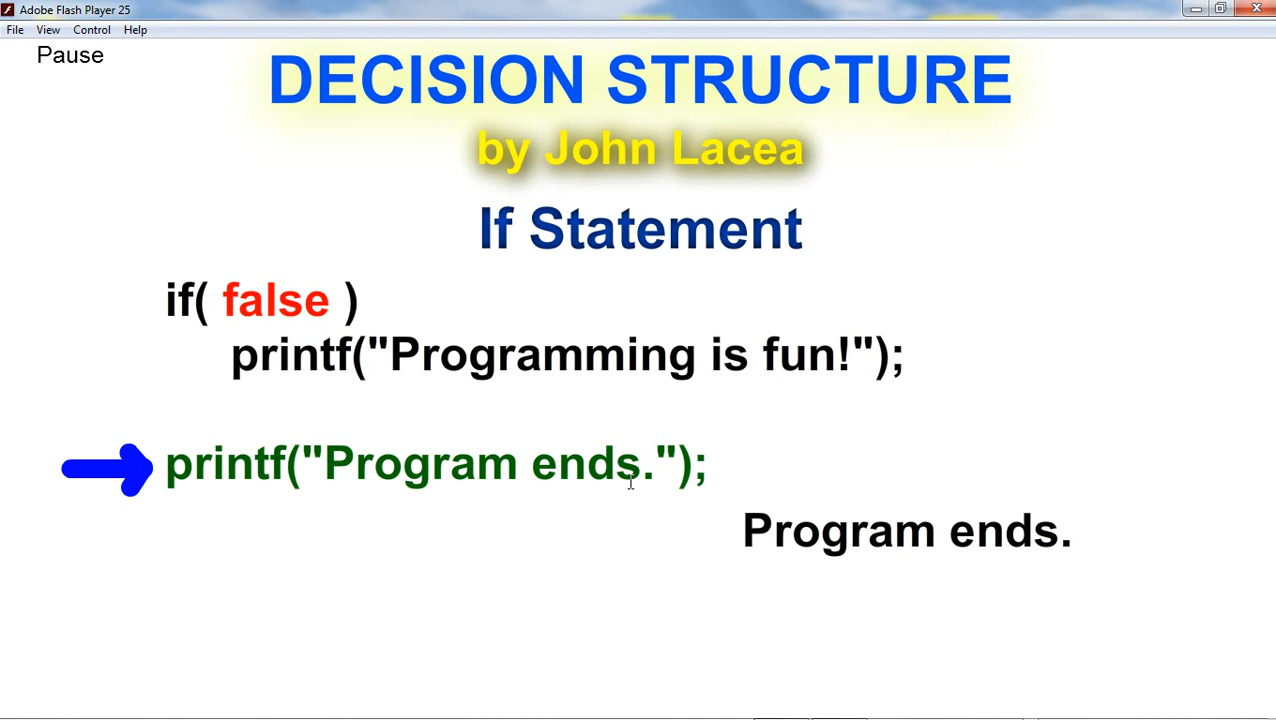 Adobe Flash Player 25
File View Control Help
Pause
DECISION STRUCTURE
by John Lacea
If Statement
if( false )
printf("Programming is fun!");
printf("Program ends.");
Program ends.